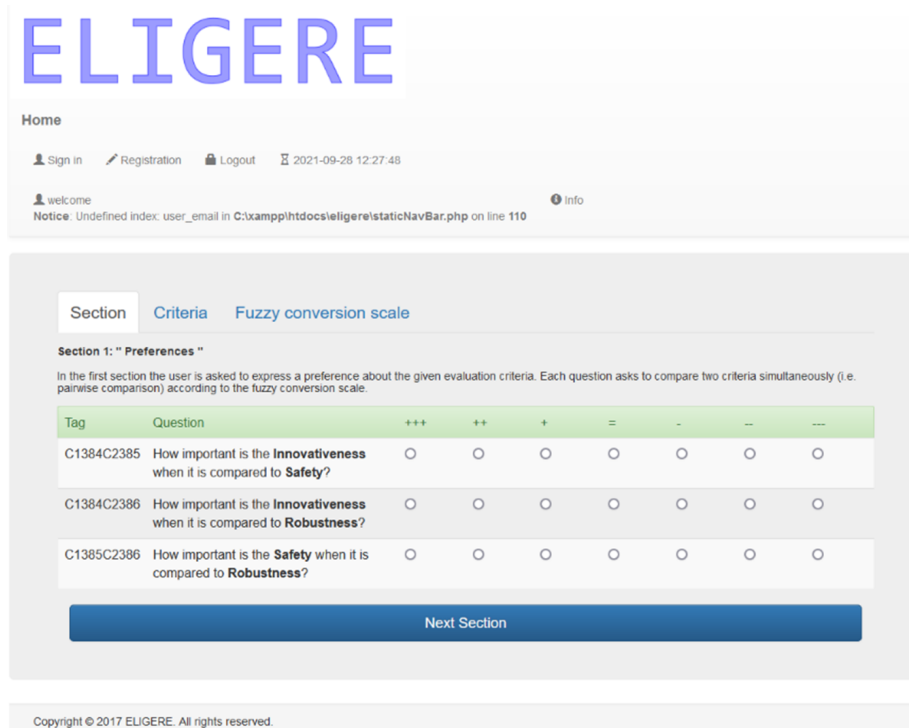 ELIGERE
Home
Sign in Registration Logout 2021-09-28 12:27:48
welcome Info
Notice: Undefined index: user_email in C:\xampp\htdocs\eligere\staticNavBar.php on line 110
Section Criteria Fuzzy conversion scale
Section 1: " Preferences "
In the first section the user is asked to express a preference about the given evaluation criteria. Each question asks to compare two criteria simultaneously (i.e.
pairwise comparison) according to the fuzzy conversion scale.
Tag Question +++ ++ + = - -- ---
C1384C2385 How important is the Innovativeness
when it is compared to Safety?
C1384C2386 How important is the Innovativeness
when it is compared to Robustness?
C1385C2386 How important is the Safety when it is
compared to Robustness?
Next Section
Copyright © 2017 ELIGERE. All rights reserved.